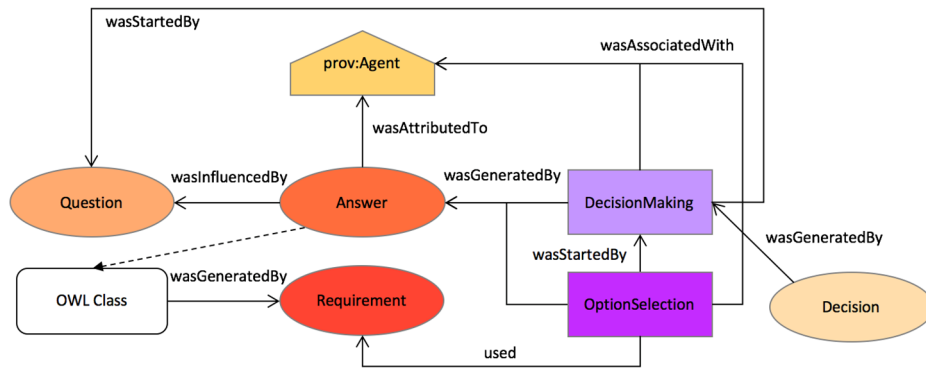 wasStartedBy
wasAssociatedWith
prov:Agent
wasAttributedTo
wasInfluencedBy
wasGeneratedBy
Question
Answer
DecisionMaking
wasGeneratedBy
wasStartedBy
wasGeneratedBy
OWL Class
Requirement
OptionSelection
Decision
used